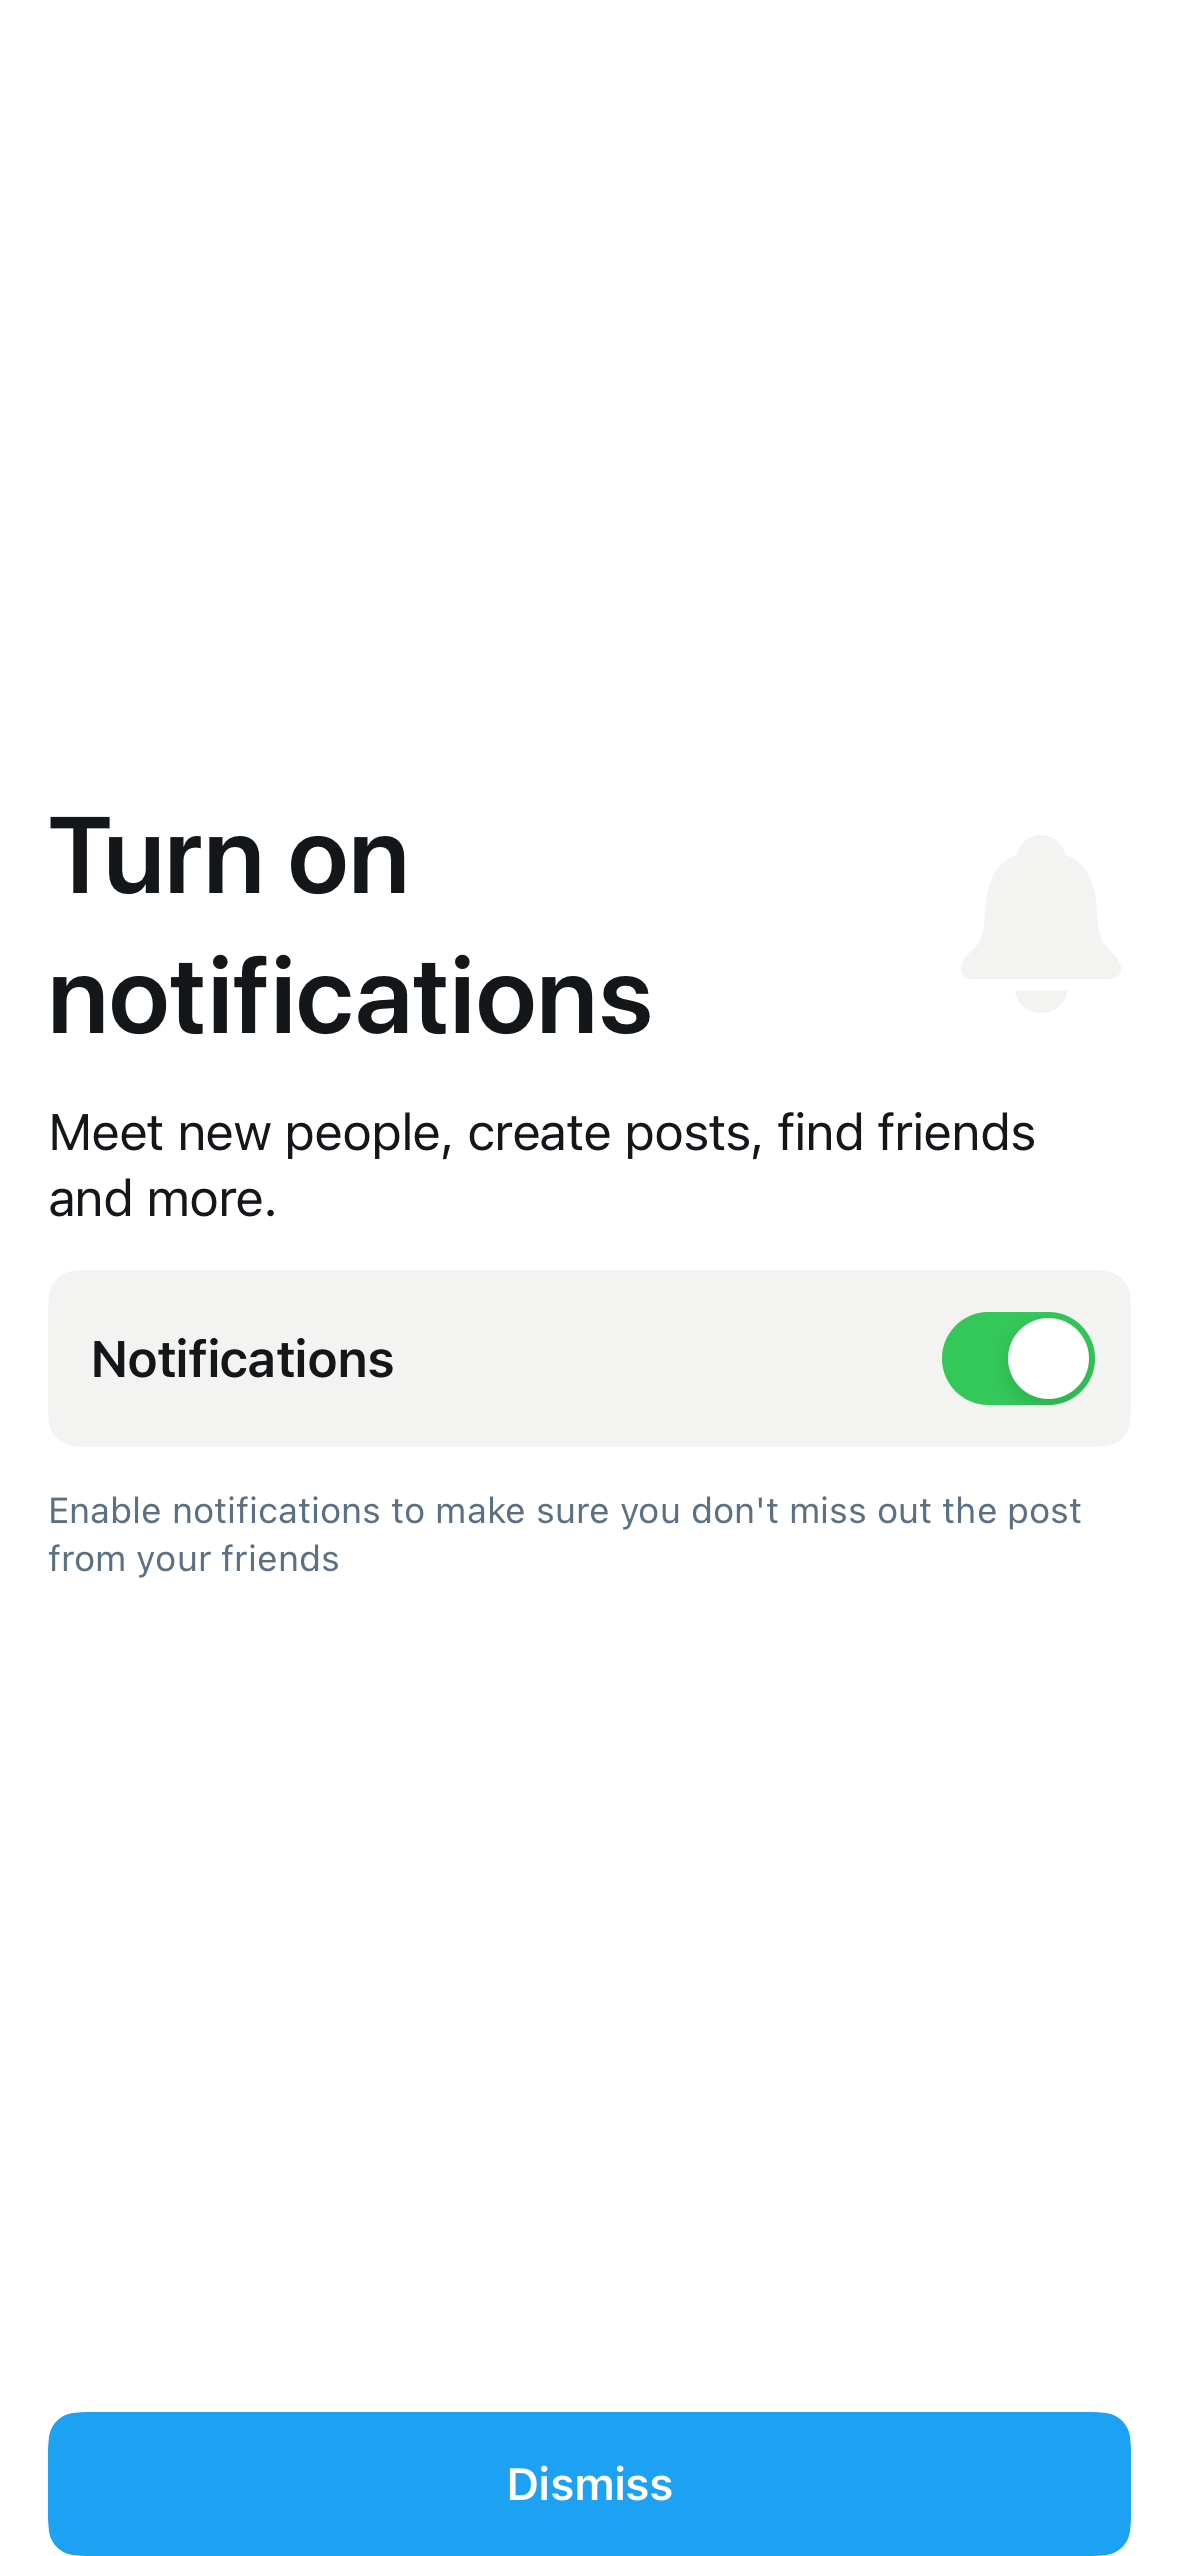 Turn on
notifications
Meet new people, create posts, find friends
and more.
Notifications
Enable notifications to make sure you don't miss out the post
from your friends
Dismiss